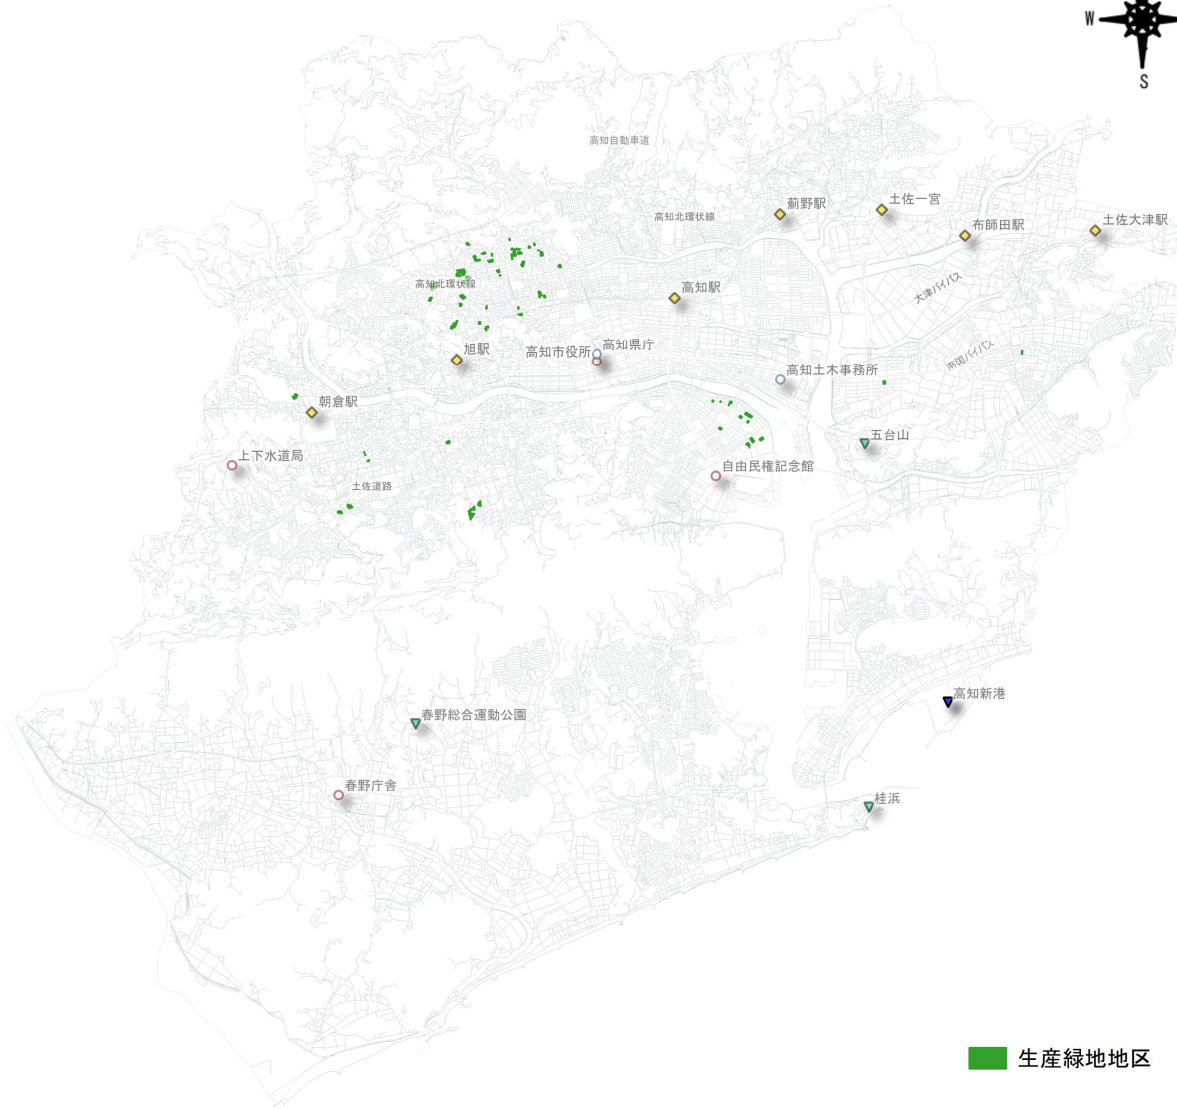 W
S
高知自動車道
薊野駅
土佐一宮
高知北環状線
土佐大津駅
布師田駅
高知北環状線
高知駅
大津バイパス
高知市役所
高知県庁
旭駅
南国バイパス
高知土木事務所
朝倉駅
五台山
上下水道局
自由民権記念館
土佐道路
高知新港
春野総合運動公園
春野庁舎
桂浜
生産緑地地区